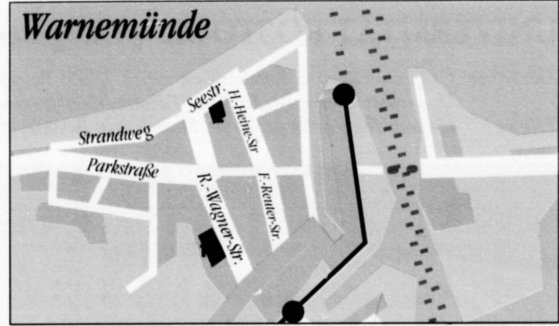 Warnemünde
Seestr.
H.-Heine-Str
Strandweg
Parkstraße
R.-Wagner-Str.
F.-Reuter-Str.